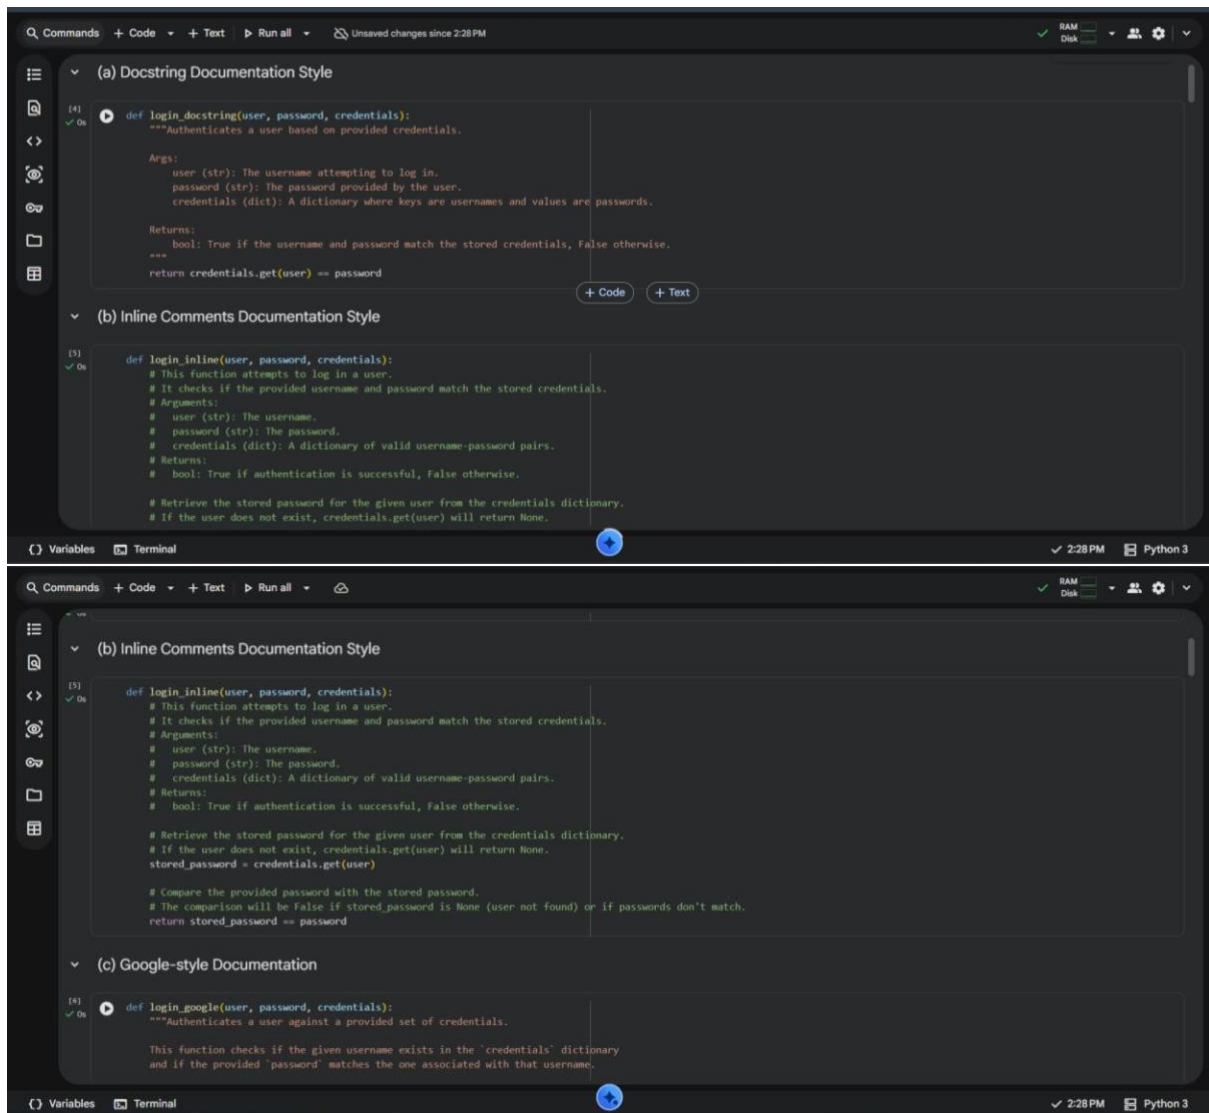 Commands + Code + Text Run all Unsaved changes since 2:28 PM RAM Disk
(a) Docstring Documentation Style
[4]
0s
def login_docstring(user, password, credentials):
"""Authenticates a user based on provided credentials.
Args:
user (str): The username attempting to log in.
password (str): The password provided by the user.
credentials (dict): A dictionary where keys are usernames and values are passwords.
Returns:
bool: True if the username and password match the stored credentials, False otherwise.
"""
return credentials.get(user) == password
+ Code + Text
(b) Inline Comments Documentation Style
[5]
0s
def login_inline(user, password, credentials):
# This function attempts to log in a user.
# It checks if the provided username and password match the stored credentials.
# Arguments:
#   user (str): The username.
#   password (str): The password.
#   credentials (dict): A dictionary of valid username-password pairs.
# Returns:
#   bool: True if authentication is successful, False otherwise.
# Retrieve the stored password for the given user from the credentials dictionary.
# If the user does not exist, credentials.get(user) will return None.
{} Variables Terminal 2:28 PM Python 3
Commands + Code + Text Run all RAM Disk
(b) Inline Comments Documentation Style
[5]
0s
def login_inline(user, password, credentials):
# This function attempts to log in a user.
# It checks if the provided username and password match the stored credentials.
# Arguments:
#   user (str): The username.
#   password (str): The password.
#   credentials (dict): A dictionary of valid username-password pairs.
# Returns:
#   bool: True if authentication is successful, False otherwise.
# Retrieve the stored password for the given user from the credentials dictionary.
# If the user does not exist, credentials.get(user) will return None.
stored_password = credentials.get(user)
# Compare the provided password with the stored password.
# The comparison will be False if stored_password is None (user not found) or if passwords don't match.
return stored_password == password
(c) Google-style Documentation
[6]
0s
def login_google(user, password, credentials):
"""Authenticates a user against a provided set of credentials.
This function checks if the given username exists in the `credentials` dictionary
and if the provided `password` matches the one associated with that username.
{} Variables Terminal 2:28 PM Python 3